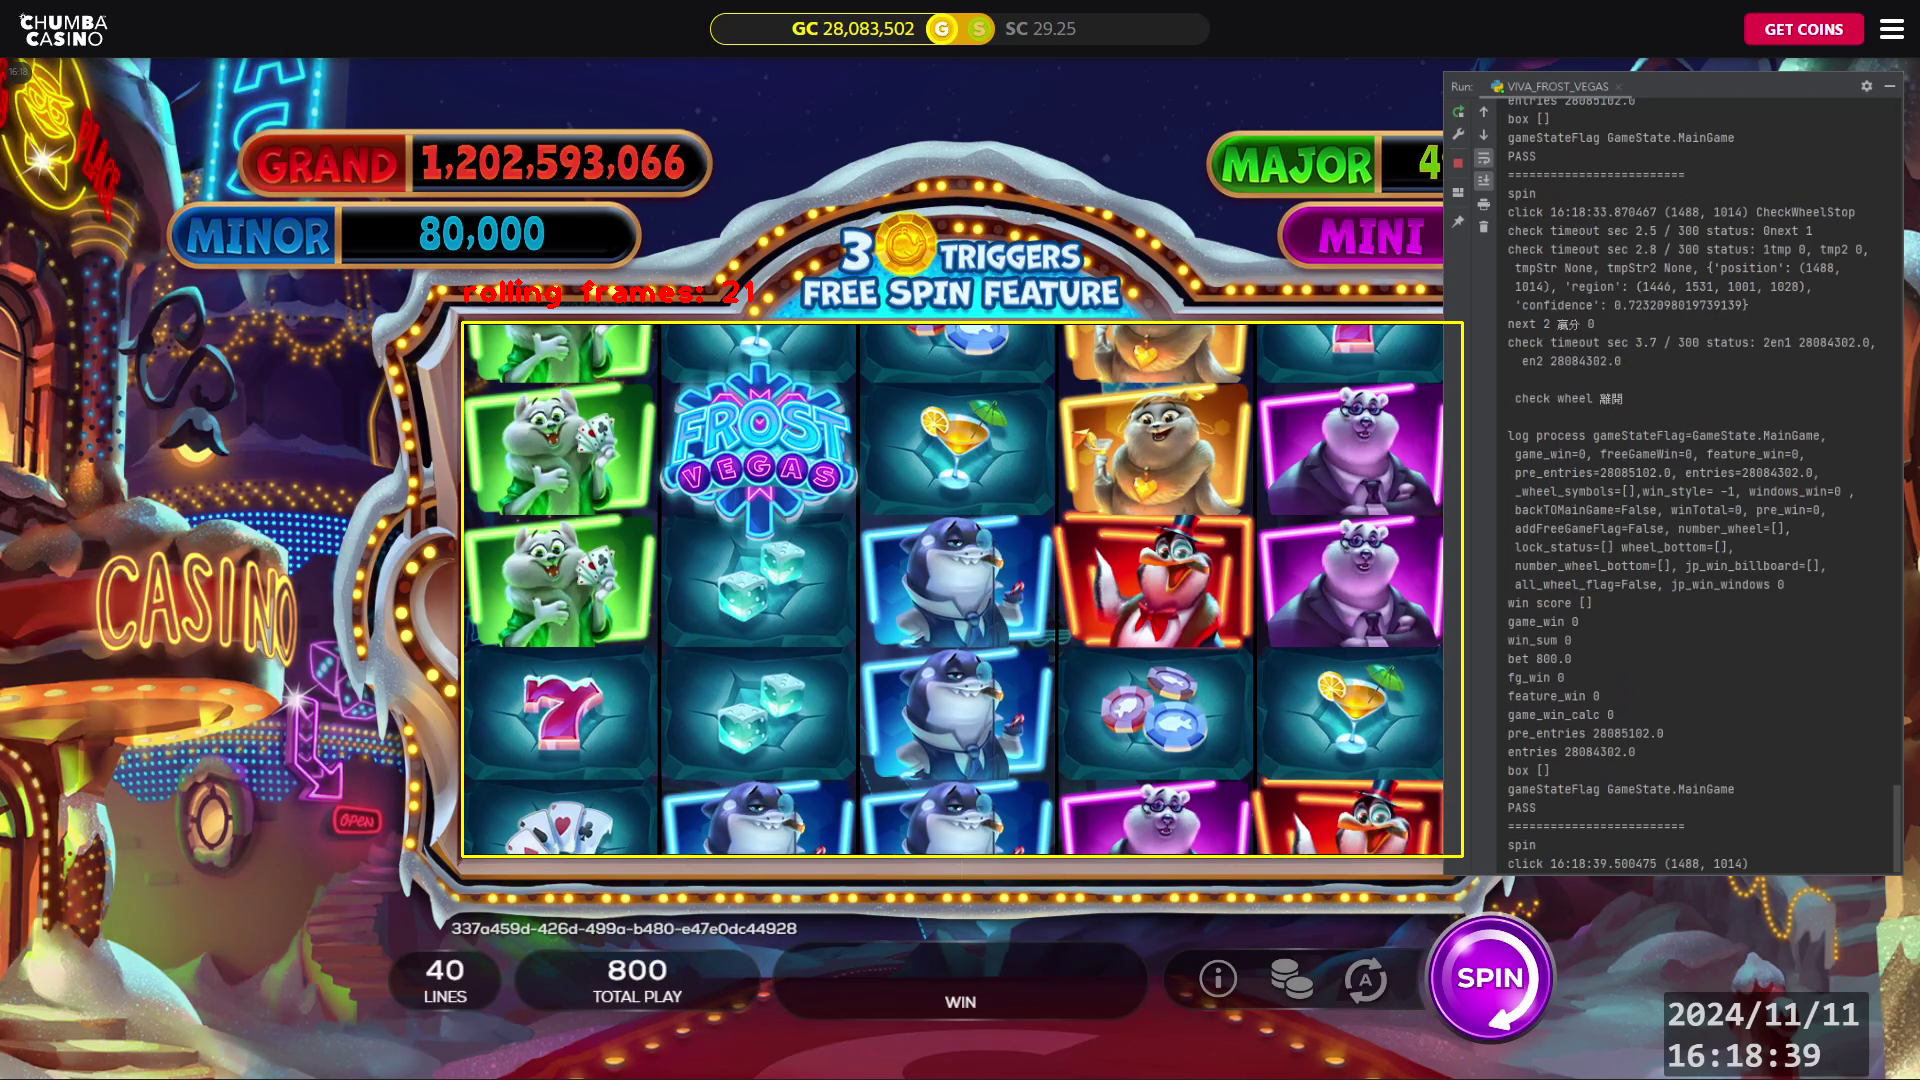 CHUMBA
CASINO
GC 28,083,502
G
S
SC 29.25
GET COINS
16:18
PLACE
GRAND 1,202,593,066
MINOR 80,000
MAJOR 4
MINI
3 TRIGGERS
FREE SPIN FEATURE
rolling frames: 21
FROST
VEGAS
7
CASINO
OPEN
337a459d-426d-499a-b480-e47e0dc44928
40
LINES
800
TOTAL PLAY
WIN
A
SPIN
2024/11/11
16:18:39
Run: VIVA_FROST_VEGAS
entries 28085102.0
box []
gameStateFlag GameState.MainGame
PASS
=========================
spin
click 16:18:33.870467 (1488, 1014) CheckWheelStop
check timeout sec 2.5 / 300 status: 0next 1
check timeout sec 2.8 / 300 status: 1tmp 0, tmp2 0,
tmpStr None, tmpStr2 None, {'position': (1488,
1014), 'region': (1446, 1531, 1001, 1028),
'confidence': 0.7232098019739139}
next 2 贏分 0
check timeout sec 3.7 / 300 status: 2en1 28084302.0,
en2 28084302.0
check wheel 離開
log process gameStateFlag=GameState.MainGame,
game_win=0, freeGameWin=0, feature_win=0,
pre_entries=28085102.0, entries=28084302.0,
_wheel_symbols=[],win_style= -1, windows_win=0 ,
backTOMainGame=False, winTotal=0, pre_win=0,
addFreeGameFlag=False, number_wheel=[],
lock_status=[] wheel_bottom=[],
number_wheel_bottom=[], jp_win_billboard=[],
all_wheel_flag=False, jp_win_windows 0
win score []
game_win 0
win_sum 0
bet 800.0
fg_win 0
feature_win 0
game_win_calc 0
pre_entries 28085102.0
entries 28084302.0
box []
gameStateFlag GameState.MainGame
PASS
=========================
spin
click 16:18:39.500475 (1488, 1014)